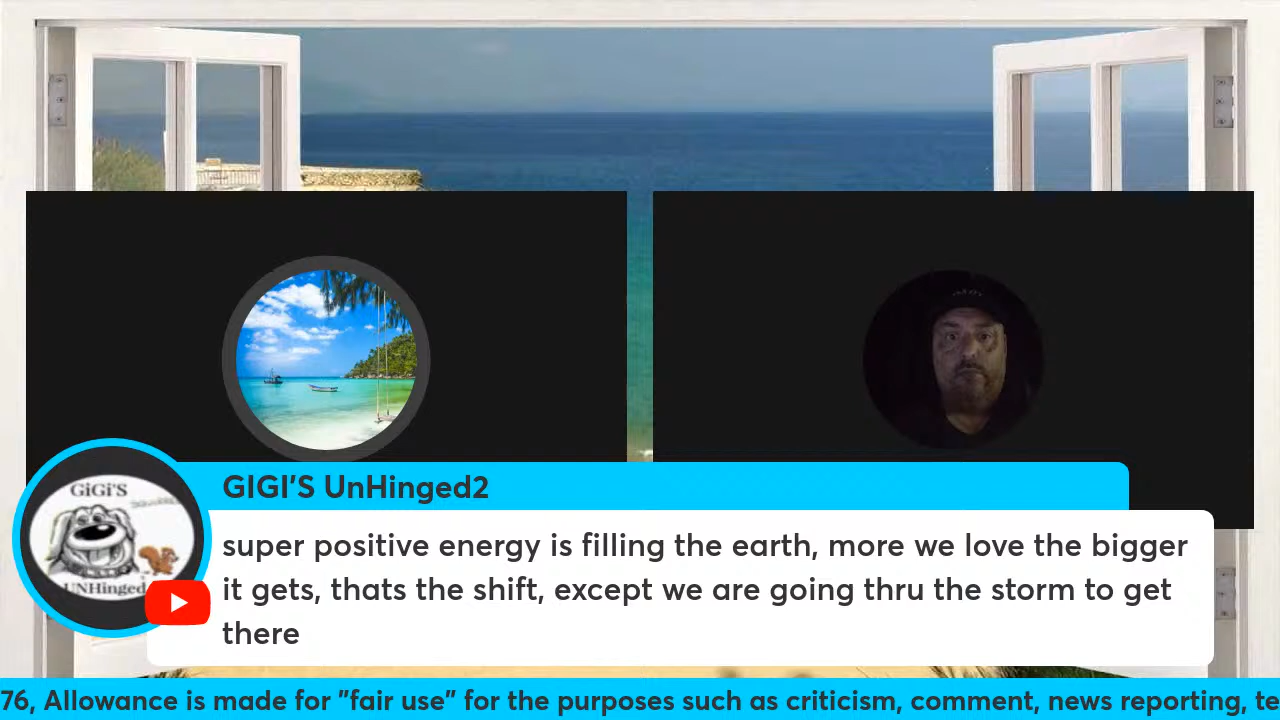 GIGI'S UnHinged2
GiGi'S
super positive energy is filling the earth, more we love the bigger
it gets, thats the shift, except we are going thru the storm to get
there
UNHinged
76, Allowance is made for "fair use" for the purposes such as criticism, comment, news reporting, te